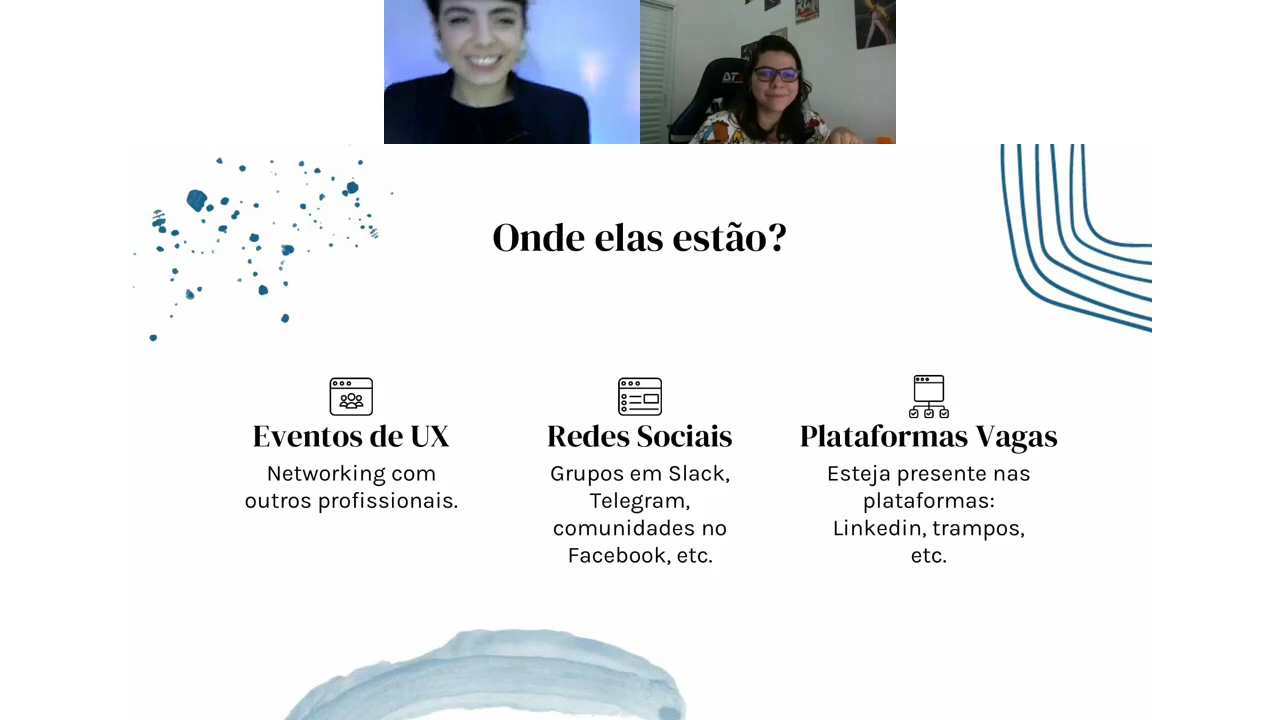 Onde elas estão?
Eventos de UX
Networking com
outros profissionais.
Redes Sociais
Grupos em Slack,
Telegram,
comunidades no
Facebook, etc.
Plataformas Vagas
Esteja presente nas
plataformas:
Linkedin, trampos,
etc.